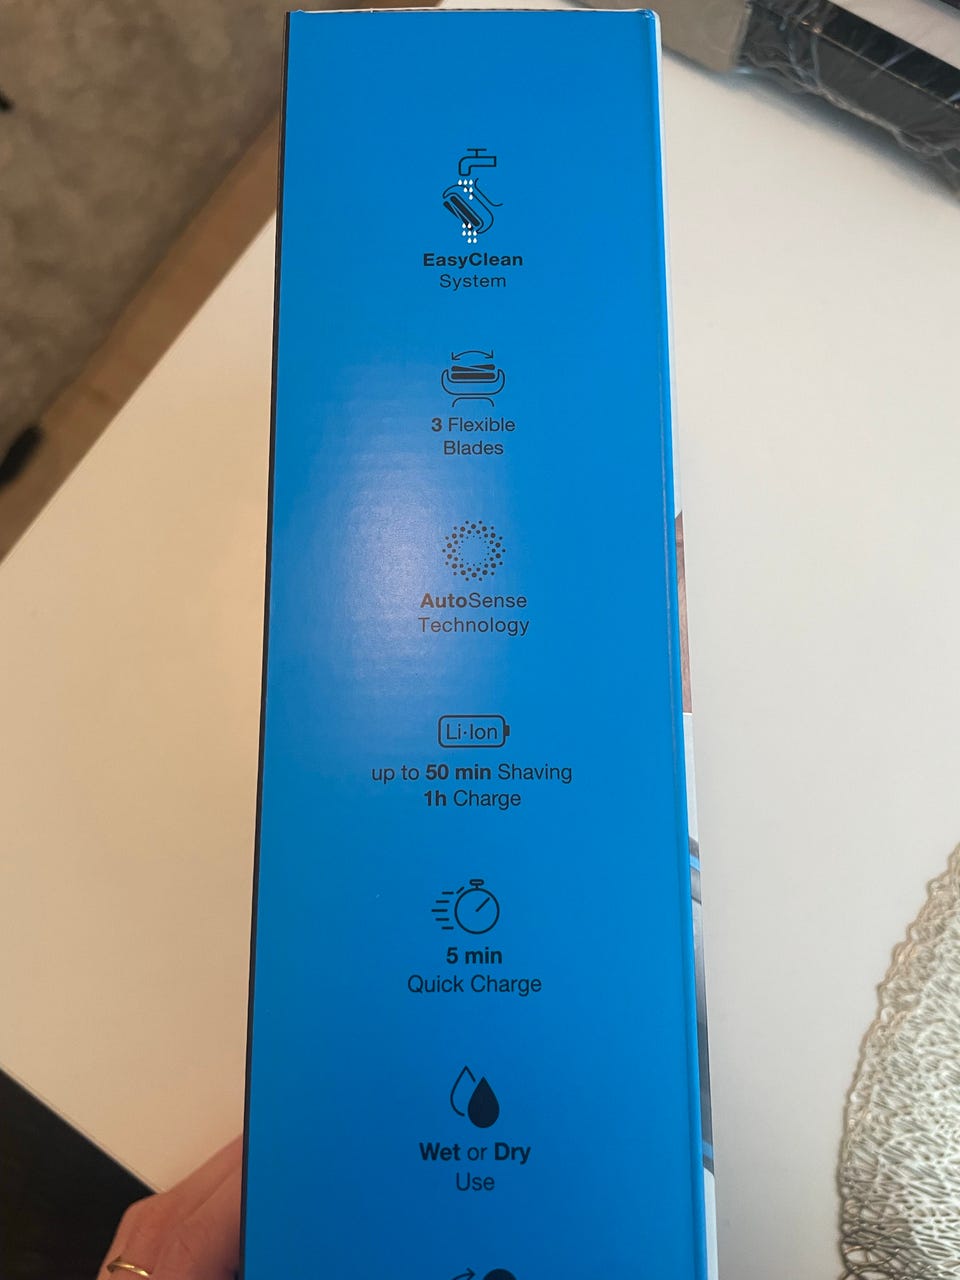 EasyClean
System
3 Flexible
Blades
AutoSense
Technology
Li·Ion
up to 50 min Shaving
1h Charge
5 min
Quick Charge
Wet or Dry
Use